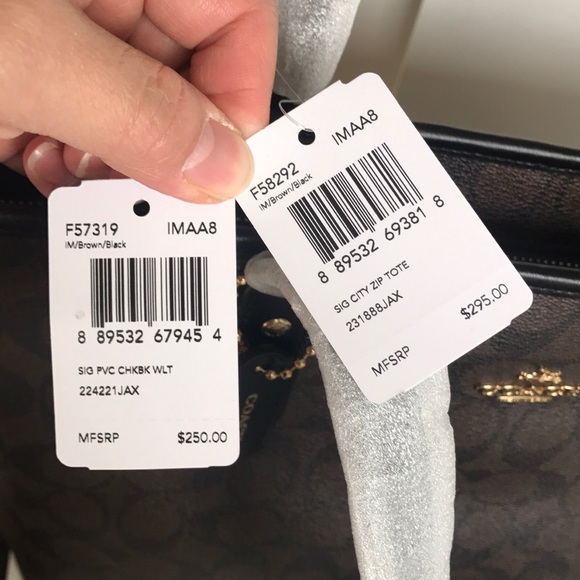 F57319 IMAA8
IM/Brown/Black
8 89532 67945 4
SIG PVC CHKBK WLT
224221JAX
MFSRP $250.00
F58292 IMAA8
IM/Brown/Black
8 89532 69381 8
SIG CITY ZIP TOTE
231888JAX
$295.00
MFSRP